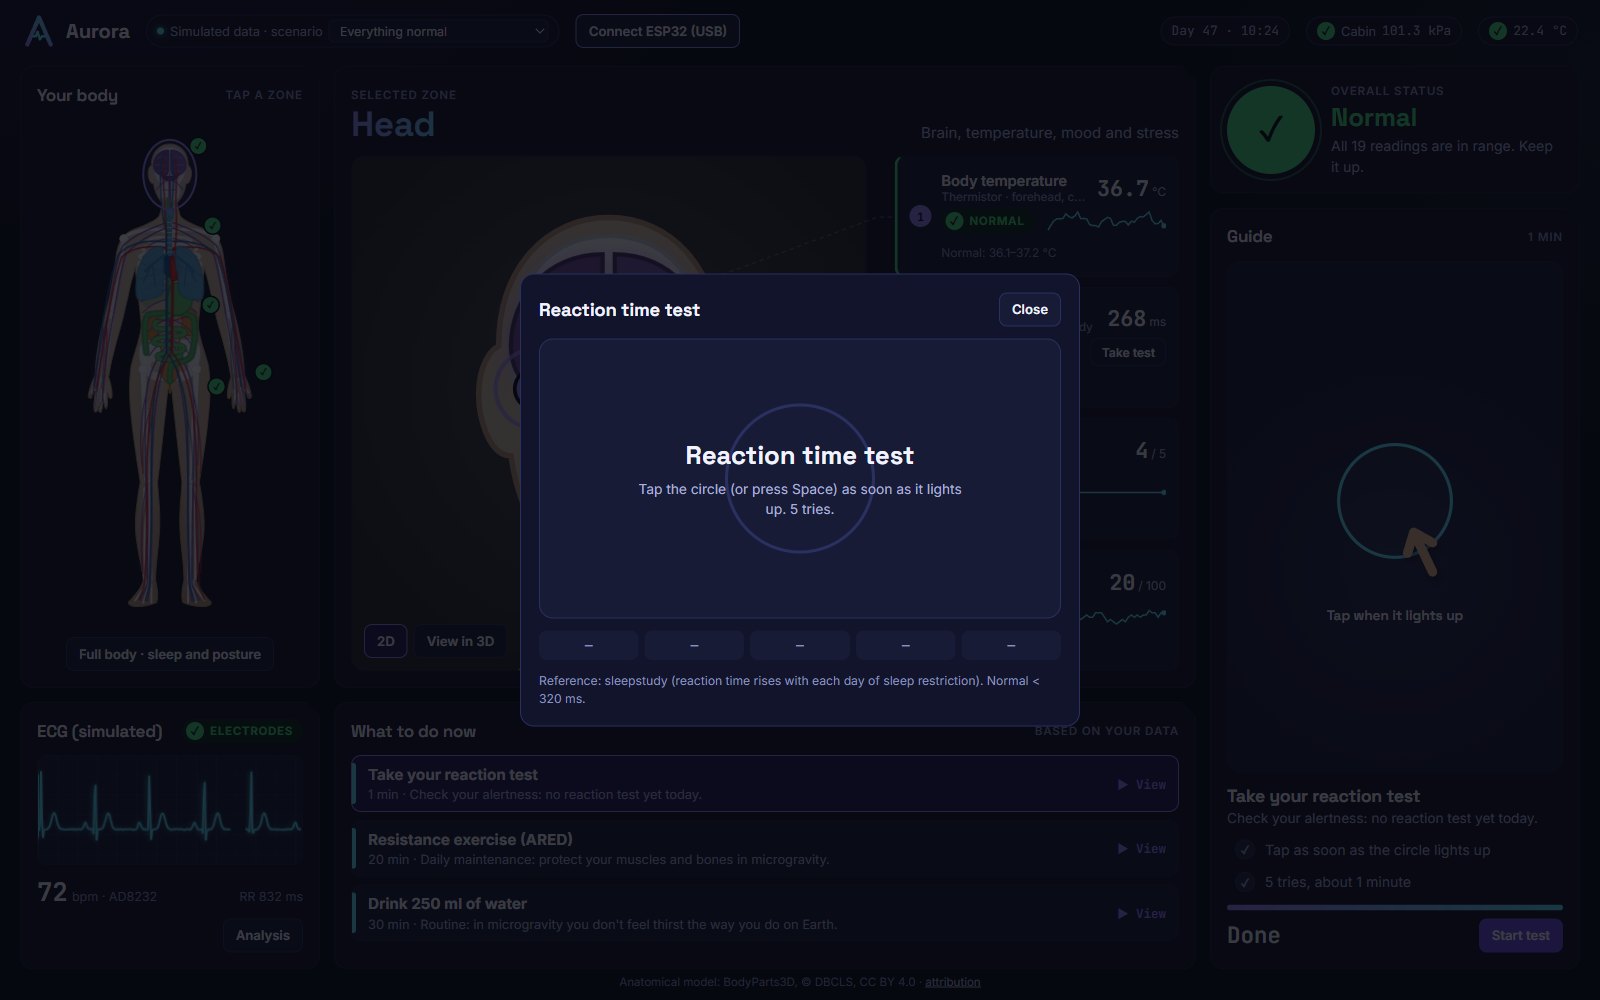 Aurora
Simulated data · scenario
Everything normal
Connect ESP32 (USB)
Day 47 · 10:24
Cabin 101.3 kPa
22.4 °C
Your body
TAP A ZONE
Full body · sleep and posture
SELECTED ZONE
Head
Brain, temperature, mood and stress
Body temperature
Thermistor · forehead, c...
36.7 °C
1
NORMAL
Normal: 36.1–37.2 °C
dy
268 ms
Take test
4 / 5
20 / 100
2D
View in 3D
Reaction time test
Close
Reaction time test
Tap the circle (or press Space) as soon as it lights
up. 5 tries.
– – – – –
Reference: sleepstudy (reaction time rises with each day of sleep restriction). Normal <
320 ms.
OVERALL STATUS
Normal
All 19 readings are in range. Keep
it up.
Guide
1 MIN
Tap when it lights up
Take your reaction test
Check your alertness: no reaction test yet today.
Tap as soon as the circle lights up
5 tries, about 1 minute
Done
Start test
ECG (simulated)
ELECTRODES
72 bpm · AD8232
RR 832 ms
Analysis
What to do now
BASED ON YOUR DATA
Take your reaction test
1 min · Check your alertness: no reaction test yet today.
View
Resistance exercise (ARED)
20 min · Daily maintenance: protect your muscles and bones in microgravity.
View
Drink 250 ml of water
30 min · Routine: in microgravity you don't feel thirst the way you do on Earth.
View
Anatomical model: BodyParts3D, © DBCLS, CC BY 4.0 · attribution